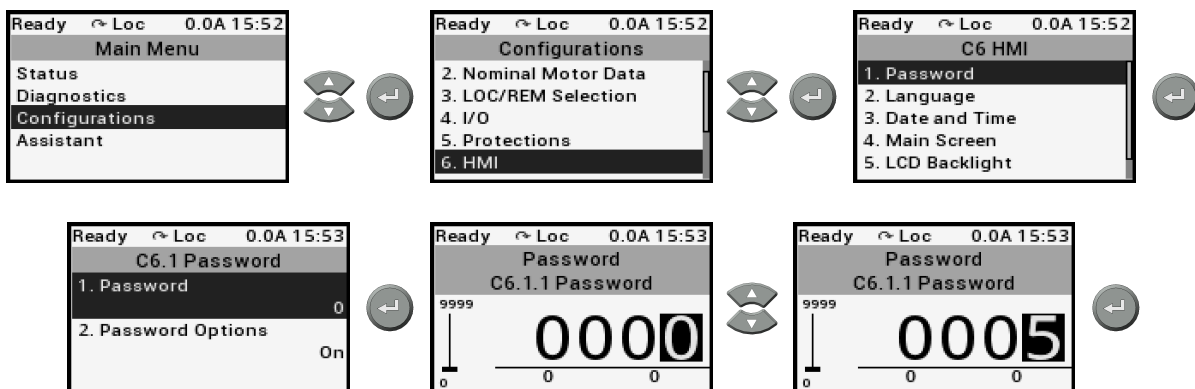 Ready ↷ Loc 0.0A 15:52
Main Menu
Status
Diagnostics
Configurations
Assistant
Ready ↷ Loc 0.0A 15:52
Configurations
2. Nominal Motor Data
3. LOC/REM Selection
4. I/O
5. Protections
6. HMI
Ready ↷ Loc 0.0A 15:52
C6 HMI
1. Password
2. Language
3. Date and Time
4. Main Screen
5. LCD Backlight
Ready ↷ Loc 0.0A 15:53
C6.1 Password
1. Password
0
2. Password Options
On
Ready ↷ Loc 0.0A 15:53
Password
C6.1.1 Password
9999
0000
0 0 0
Ready ↷ Loc 0.0A 15:53
Password
C6.1.1 Password
9999
0005
0 0 0